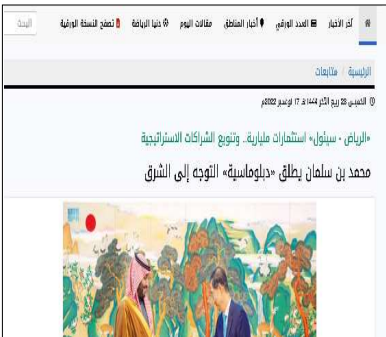 آخر الأخبار العدد الورقي أخبار المناطق مقالات اليوم دنيا الرياضة تصفح النسخة الورقية البحث
الرئيسية / متابعات
الخميس 23 ربيع الآخر 1444هـ 17 نوفمبر 2022م
«الرياض - سيئول» استثمارات مليارية.. وتنويع الشراكات الاستراتيجية
محمد بن سلمان يطلق «دبلوماسية» التوجه إلى الشرق